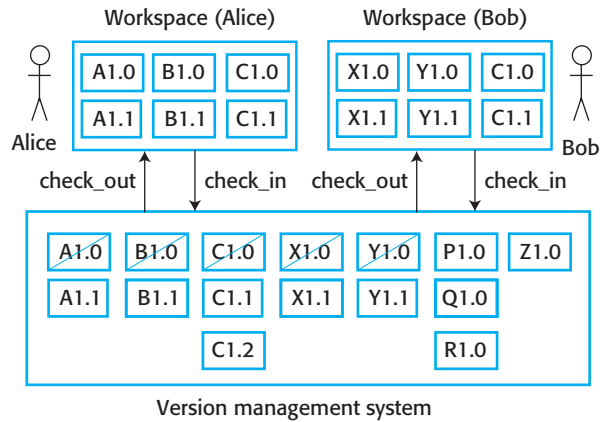 Workspace (Alice) Workspace (Bob)
A1.0 B1.0 C1.0 X1.0 Y1.0 C1.0
A1.1 B1.1 C1.1 X1.1 Y1.1 C1.1
Alice Bob
check_out check_in check_out check_in
A1.0 B1.0 C1.0 X1.0 Y1.0 P1.0 Z1.0
A1.1 B1.1 C1.1 X1.1 Y1.1 Q1.0
C1.2 R1.0
Version management system